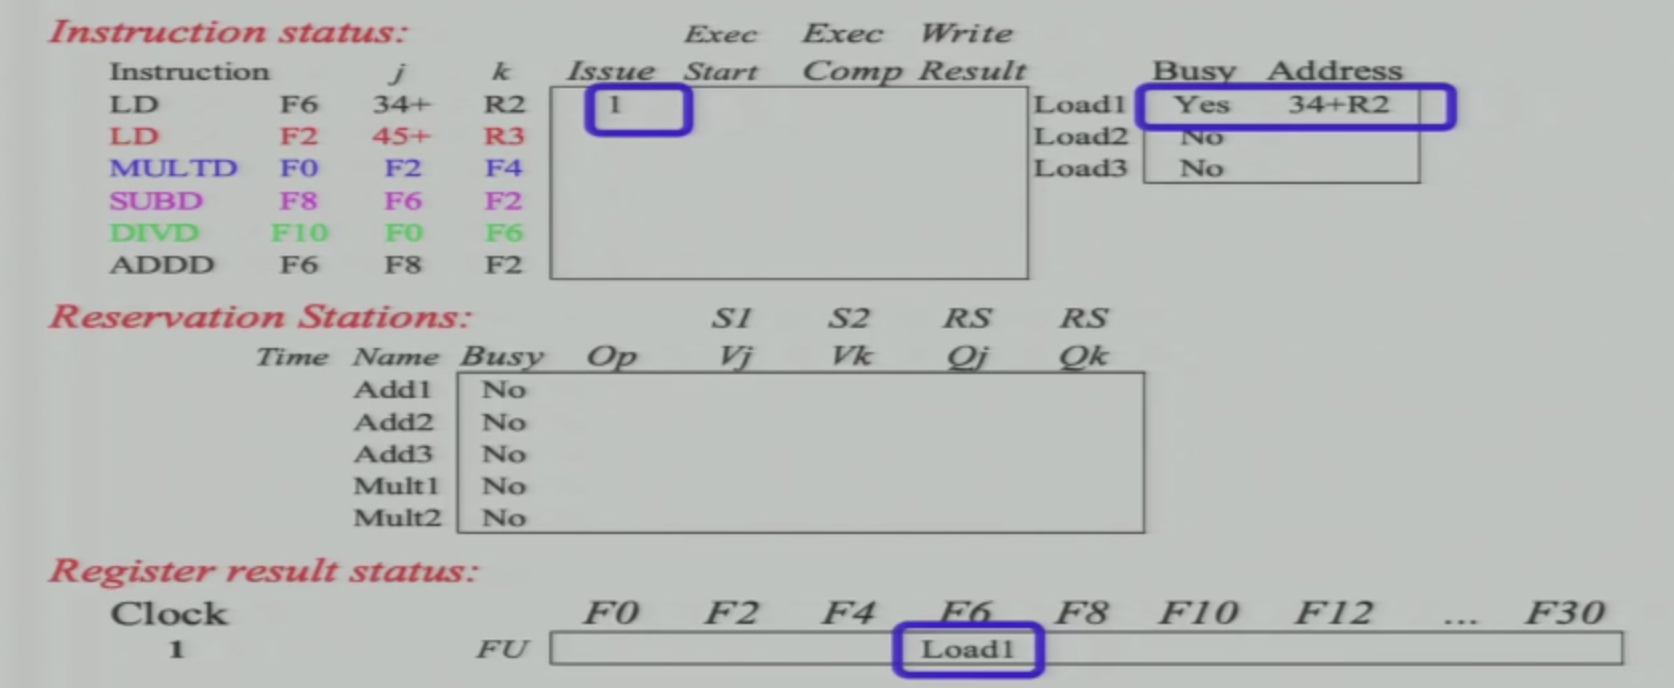 Instruction status: Exec Exec Write
Instruction j k Issue Start Comp Result Busy Address
LD F6 34+ R2 1 Load1 Yes 34+R2
LD F2 45+ R3 Load2 No
MULTD F0 F2 F4 Load3 No
SUBD F8 F6 F2
DIVD F10 F0 F6
ADDD F6 F8 F2
Reservation Stations: S1 S2 RS RS
Time Name Busy Op Vj Vk Qj Qk
Add1 No
Add2 No
Add3 No
Mult1 No
Mult2 No
Register result status:
Clock F0 F2 F4 F6 F8 F10 F12 ... F30
1 FU Load1